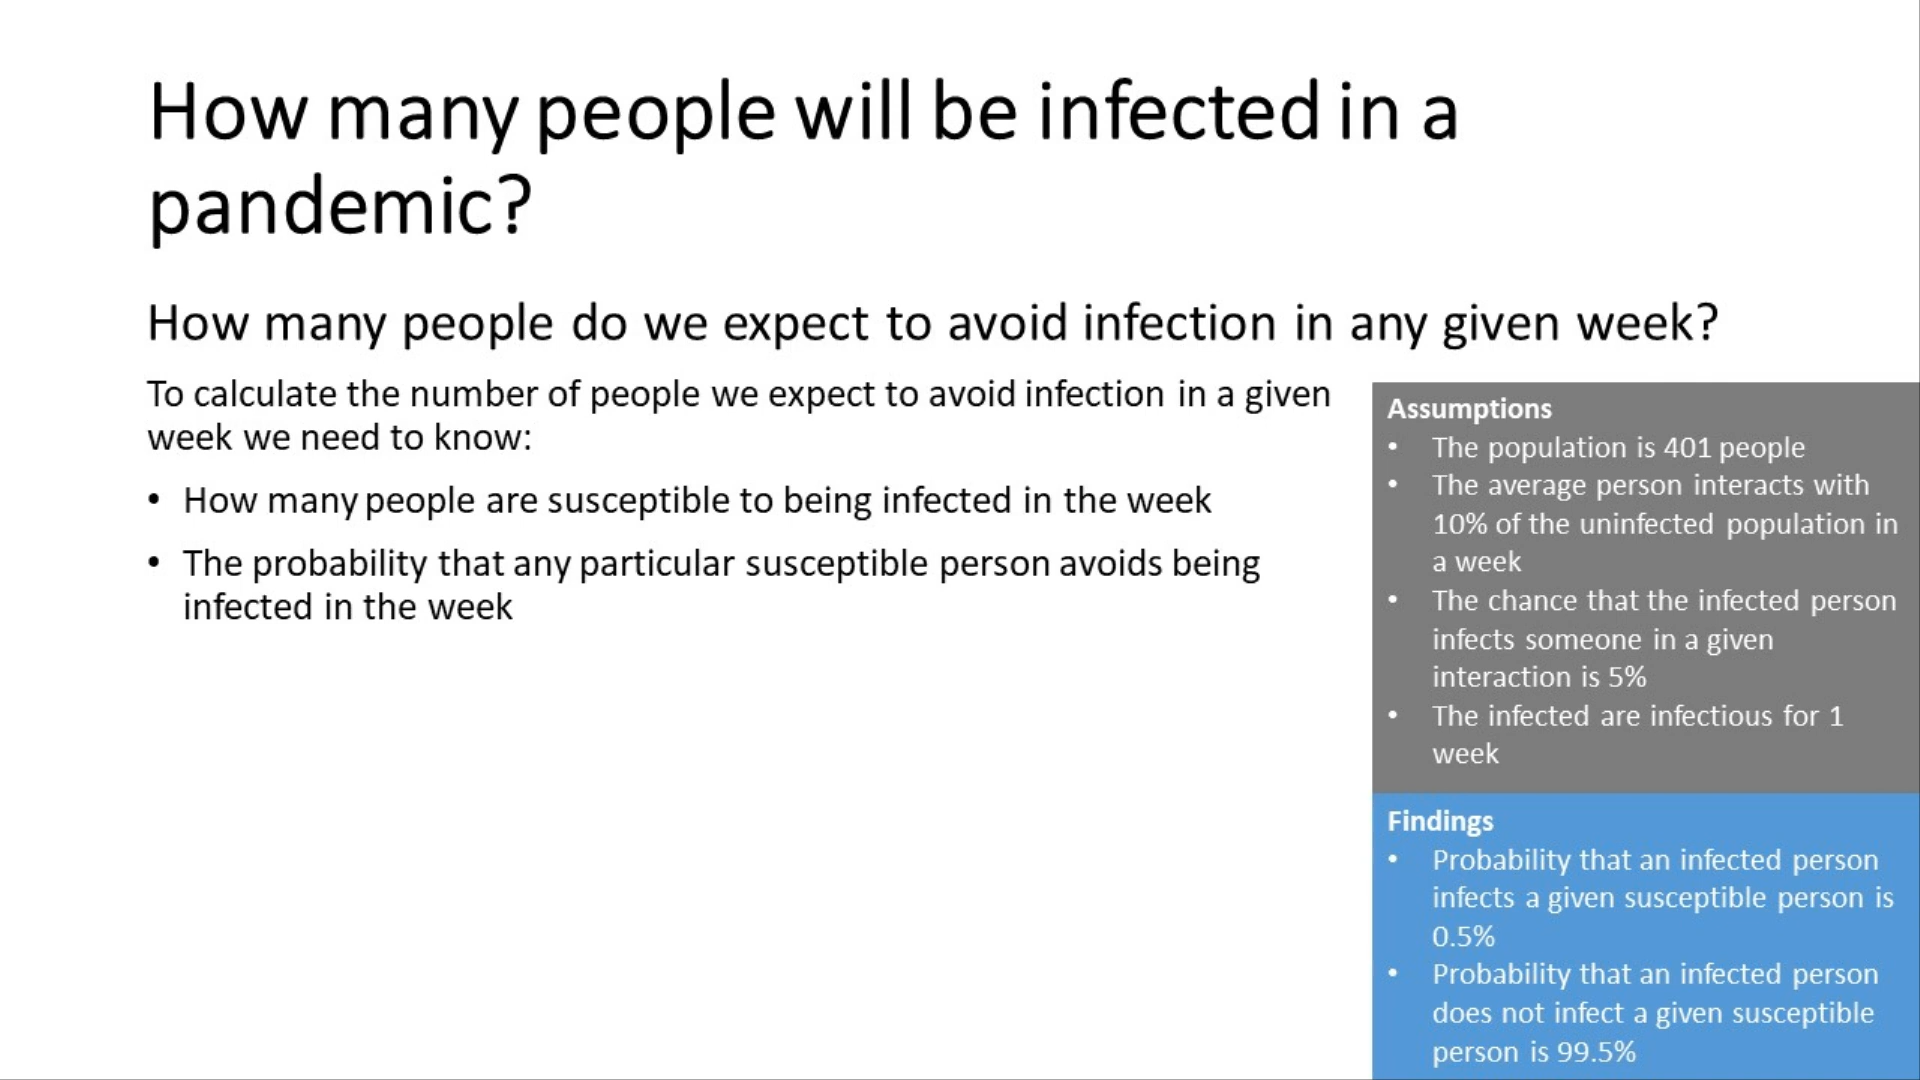 How many people will be infected in a
pandemic?
How many people do we expect to avoid infection in any given week?
To calculate the number of people we expect to avoid infection in a given
week we need to know:
• How many people are susceptible to being infected in the week
• The probability that any particular susceptible person avoids being
infected in the week
Assumptions
• The population is 401 people
• The average person interacts with
10% of the uninfected population in
a week
• The chance that the infected person
infects someone in a given
interaction is 5%
• The infected are infectious for 1
week
Findings
• Probability that an infected person
infects a given susceptible person is
0.5%
• Probability that an infected person
does not infect a given susceptible
person is 99.5%